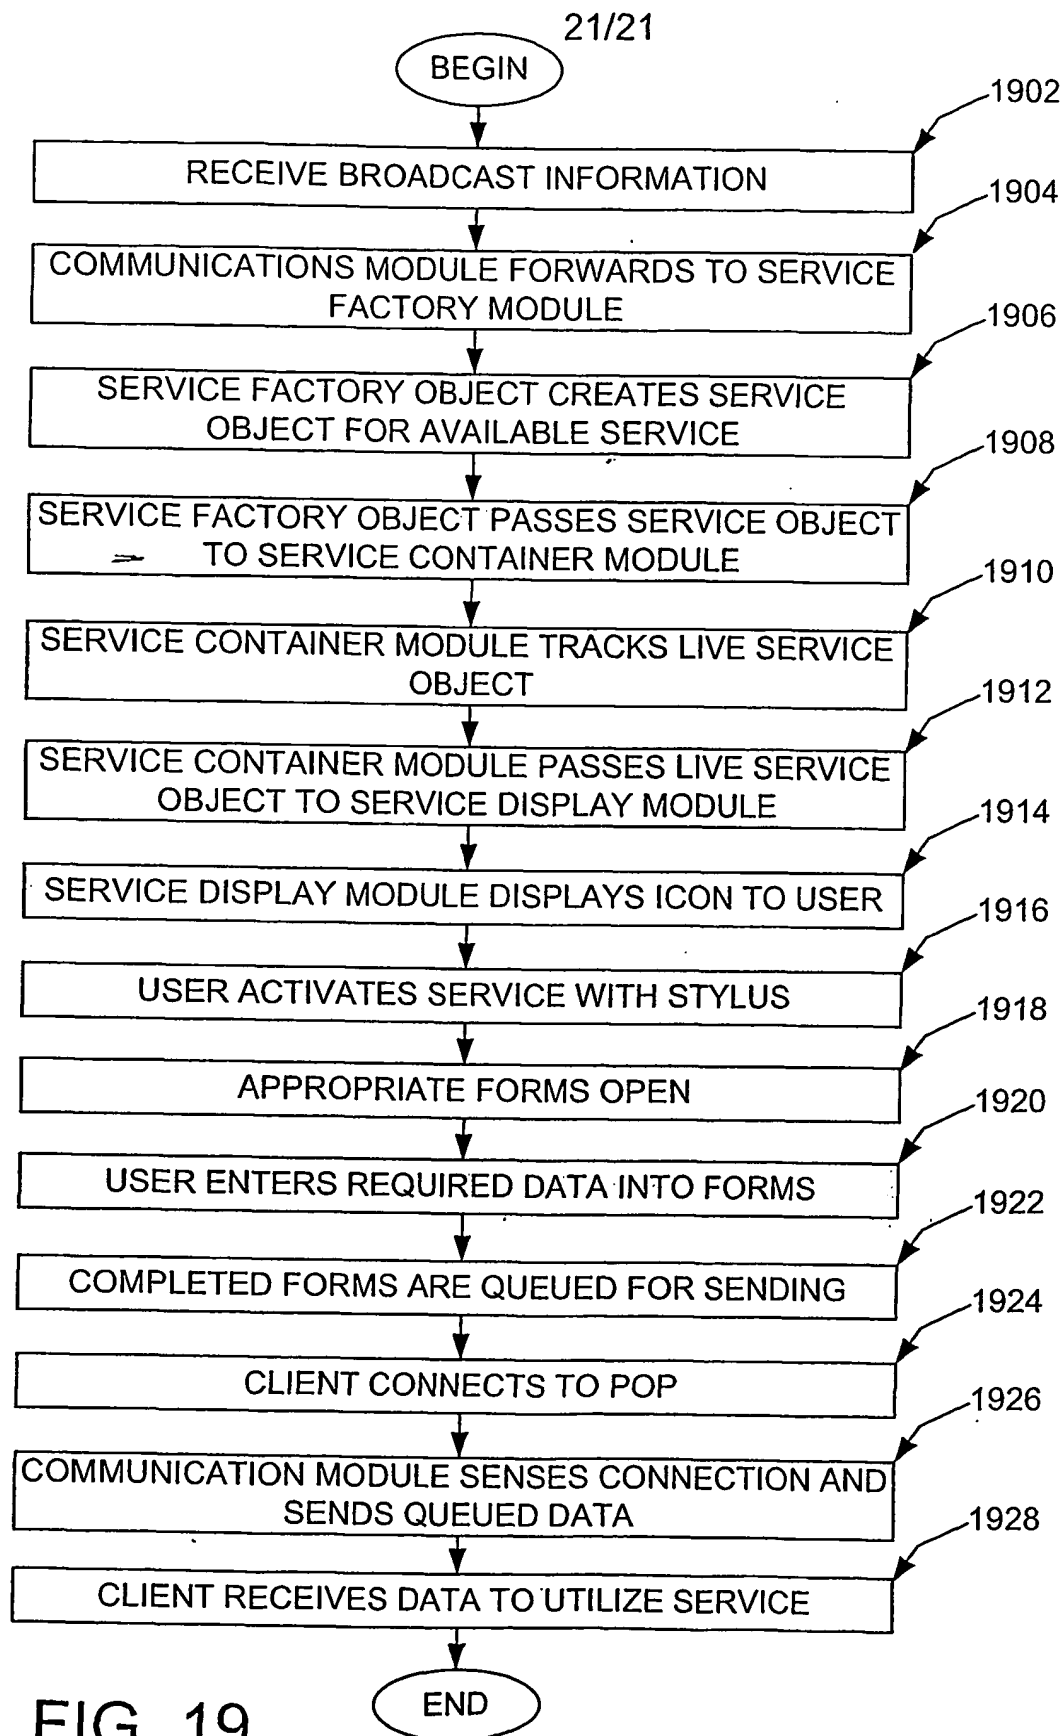 21/21
BEGIN
1902
RECEIVE BROADCAST INFORMATION
1904
COMMUNICATIONS MODULE FORWARDS TO SERVICE
FACTORY MODULE
1906
SERVICE FACTORY OBJECT CREATES SERVICE
OBJECT FOR AVAILABLE SERVICE
1908
SERVICE FACTORY OBJECT PASSES SERVICE OBJECT
TO SERVICE CONTAINER MODULE
1910
SERVICE CONTAINER MODULE TRACKS LIVE SERVICE
OBJECT
1912
SERVICE CONTAINER MODULE PASSES LIVE SERVICE
OBJECT TO SERVICE DISPLAY MODULE
1914
SERVICE DISPLAY MODULE DISPLAYS ICON TO USER
1916
USER ACTIVATES SERVICE WITH STYLUS
1918
APPROPRIATE FORMS OPEN
1920
USER ENTERS REQUIRED DATA INTO FORMS
1922
COMPLETED FORMS ARE QUEUED FOR SENDING
1924
CLIENT CONNECTS TO POP
1926
COMMUNICATION MODULE SENSES CONNECTION AND
SENDS QUEUED DATA
1928
CLIENT RECEIVES DATA TO UTILIZE SERVICE
END
FIG. 19